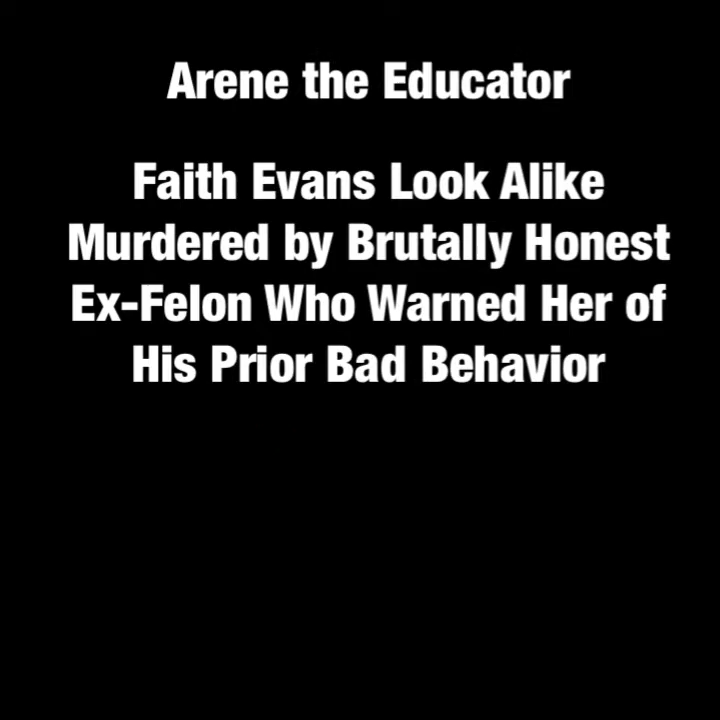 Arene the Educator
Faith Evans Look Alike
Murdered by Brutally Honest
Ex-Felon Who Warned Her of
His Prior Bad Behavior